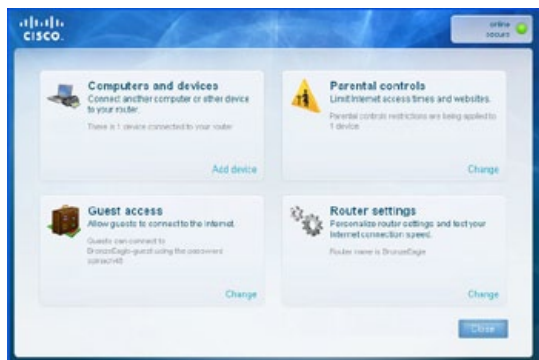 CISCO.
online
secure
Computers and devices
Connect another computer or other device
to your router.
There is 1 device connected to your router
Add device
Parental controls
Limit Internet access times and websites.
Parental controls restrictions are being applied to
1 device
Change
Guest access
Allow guests to connect to the internet.
Guests can connect to
BronzeEagle-guest using the password
Change
Router settings
Personalize router settings and test your
Internet connection speed.
Router name is BronzeEagle
Change
Close